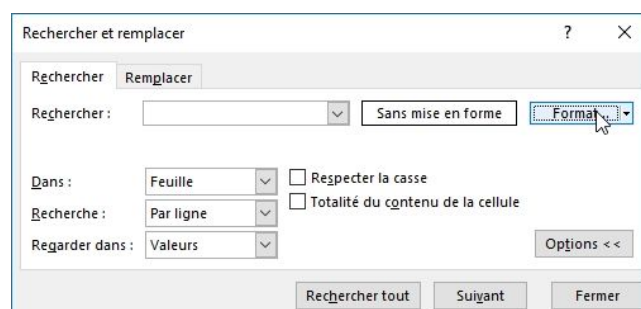 Rechercher et remplacer ? X
Rechercher Remplacer
Rechercher : Sans mise en forme Format...
Dans : Feuille Respecter la casse
Totalité du contenu de la cellule
Recherche : Par ligne
Regarder dans : Valeurs Options <<
Rechercher tout Suivant Fermer